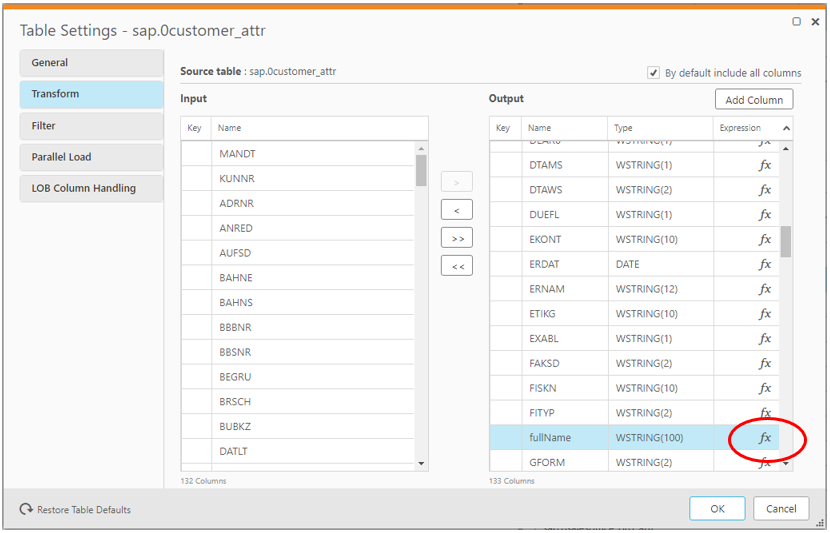 Table Settings - sap.0customer_attr
General
Transform
Filter
Parallel Load
LOB Column Handling
Source table : sap.0customer_attr
By default include all columns
Input
Output
Add Column
Key Name
MANDT
KUNNR
ADRNR
ANRED
AUFSD
BAHNE
BAHNS
BBBNR
BBSNR
BEGRU
BRSCH
BUBKZ
DATLT
132 Columns
>
<
>>
<<
Key Name Type Expression
WSTRING(1) fx
DTAMS WSTRING(1) fx
DTAWS WSTRING(2) fx
DUEFL WSTRING(1) fx
EKONT WSTRING(10) fx
ERDAT DATE fx
ERNAM WSTRING(12) fx
ETIKG WSTRING(10) fx
EXABL WSTRING(1) fx
FAKSD WSTRING(2) fx
FISKN WSTRING(10) fx
FITYP WSTRING(2) fx
fullName WSTRING(100) fx
GFORM WSTRING(2) fx
133 Columns
Restore Table Defaults
OK
Cancel